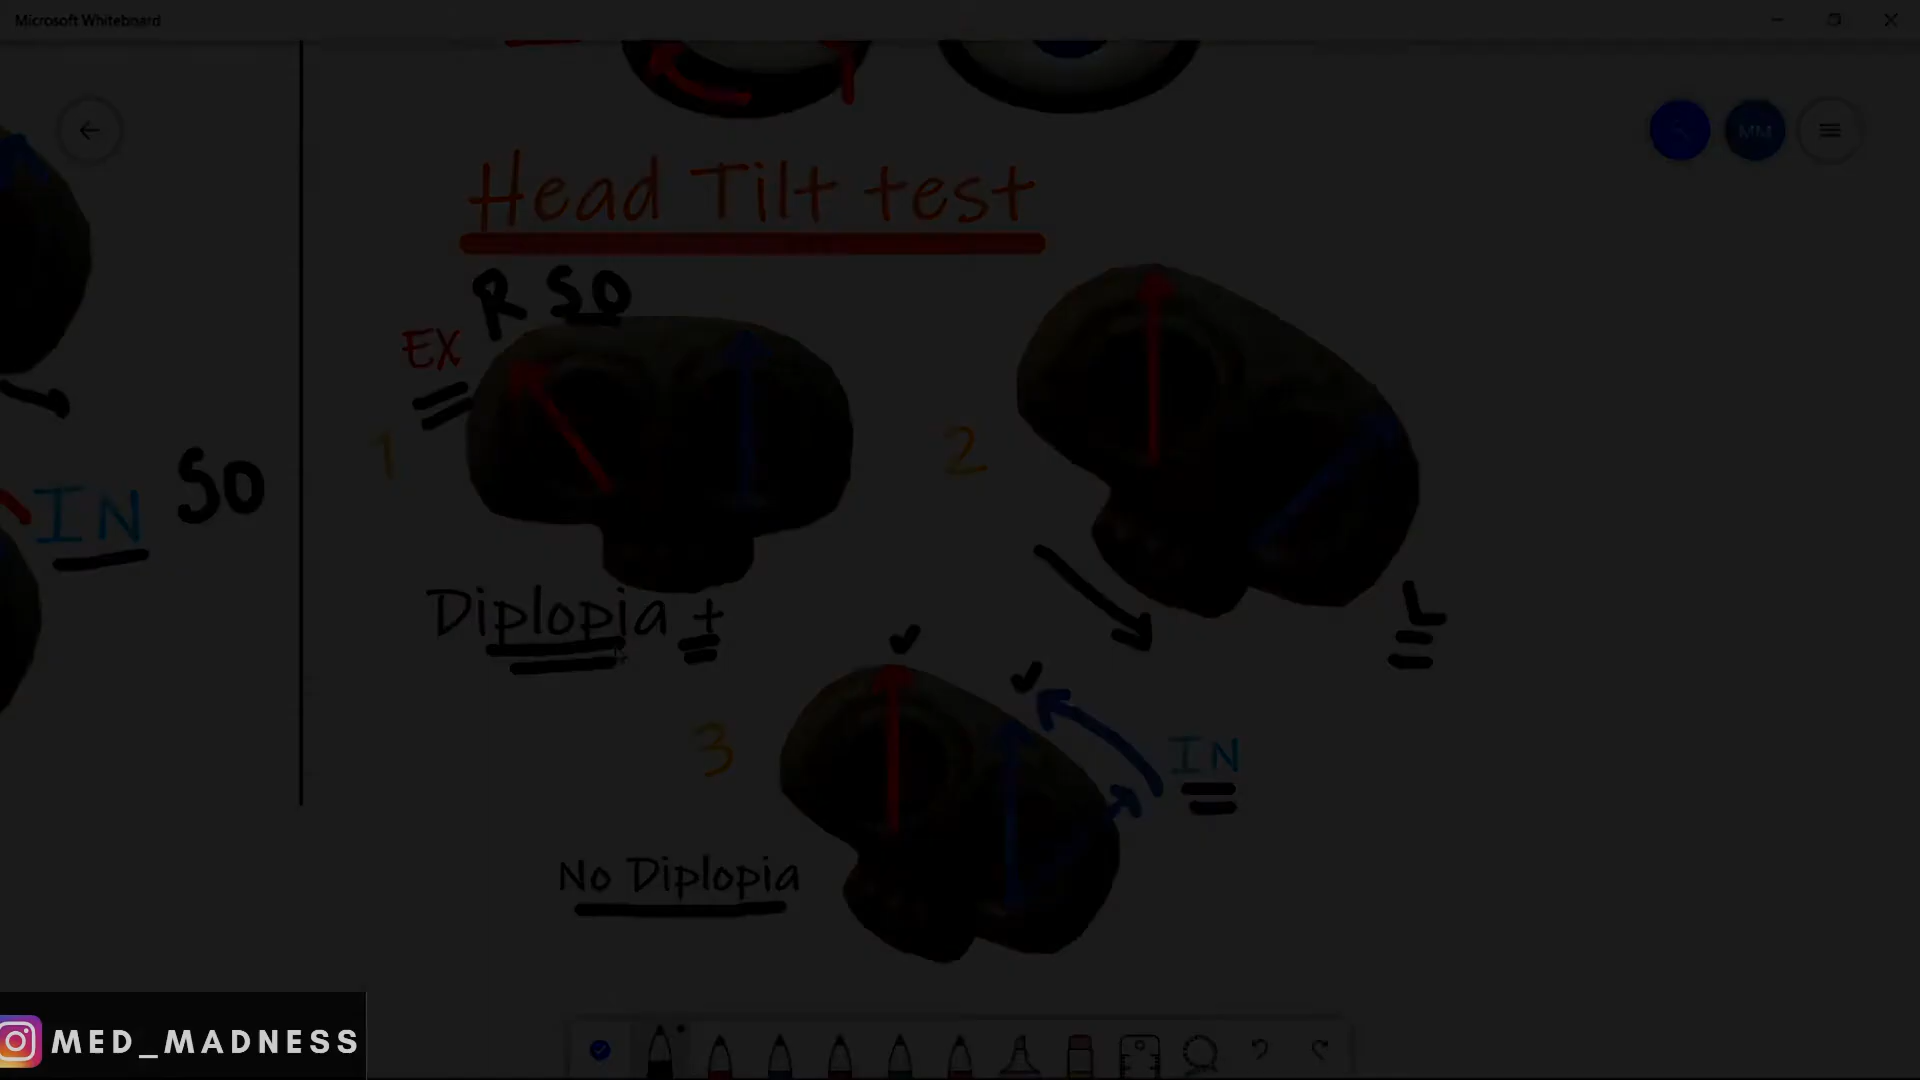 Microsoft Whiteboard
MM
Head Tilt test
R SO
EX
1
2
IN SO
Diplopia +
L
3
IN
No Diplopia
MED_MADNESS